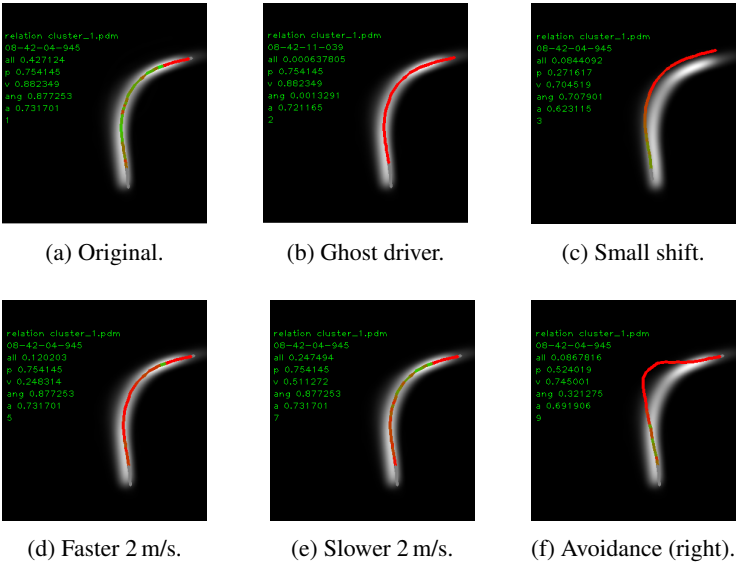 relation cluster_1.pdm
08-42-04-945
all 0.427124
p 0.754145
v 0.882349
ang 0.877253
a 0.731701
1
(a) Original.
relation cluster_1.pdm
08-42-11-039
all 0.000637805
p 0.754145
v 0.882349
ang 0.0013291
a 0.721165
2
(b) Ghost driver.
relation cluster_1.pdm
08-42-04-945
all 0.0844092
p 0.271617
v 0.704519
ang 0.707901
a 0.623115
3
(c) Small shift.
relation cluster_1.pdm
08-42-04-945
all 0.120203
p 0.754145
v 0.248314
ang 0.877253
a 0.731701
5
(d) Faster 2 m/s.
relation cluster_1.pdm
08-42-04-945
all 0.247494
p 0.754145
v 0.511272
ang 0.877253
a 0.731701
7
(e) Slower 2 m/s.
relation cluster_1.pdm
08-42-04-945
all 0.0867816
p 0.524019
v 0.745001
ang 0.321275
a 0.691906
9
(f) Avoidance (right).